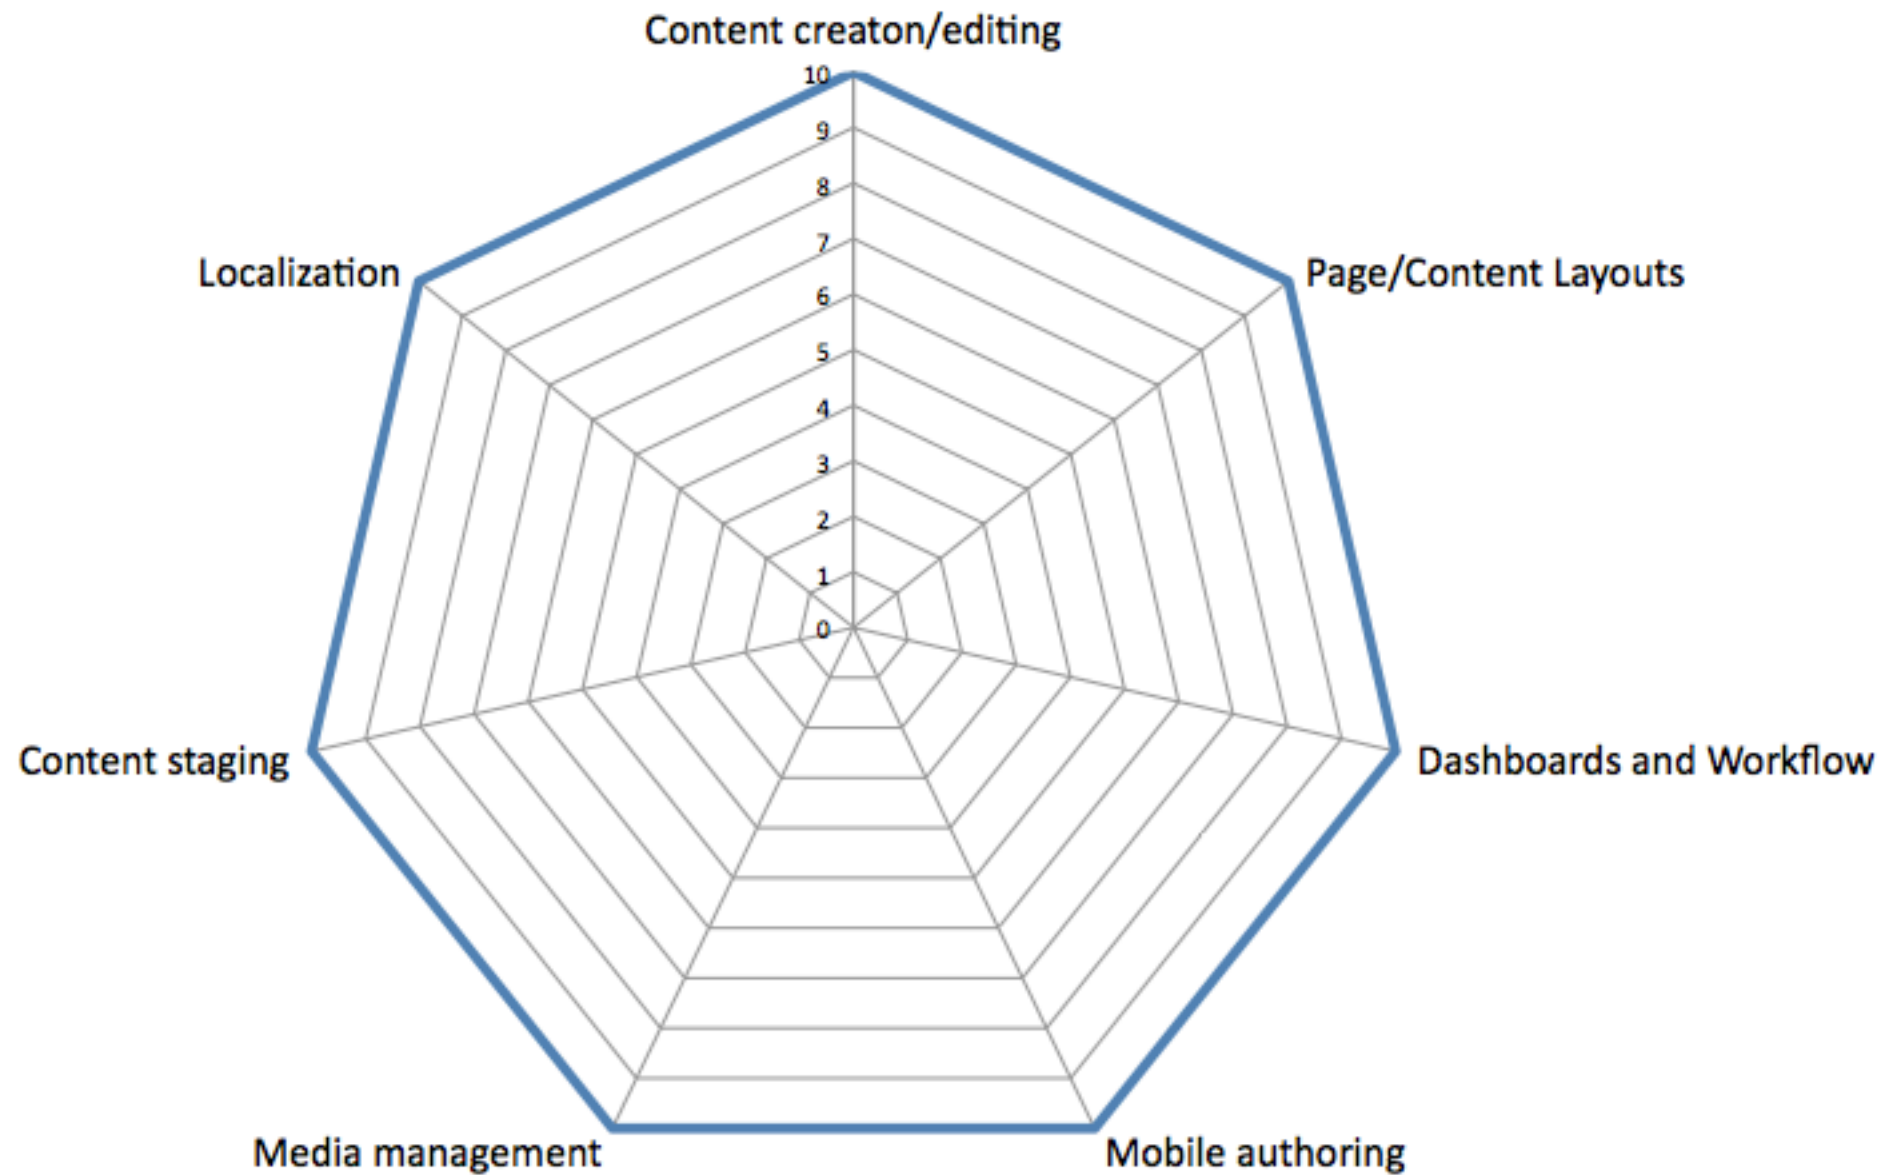 Content creaton/editing
10
9
8
7
6
5
4
3
2
1
0
Page/Content Layouts
Dashboards and Workflow
Mobile authoring
Media management
Content staging
Localization